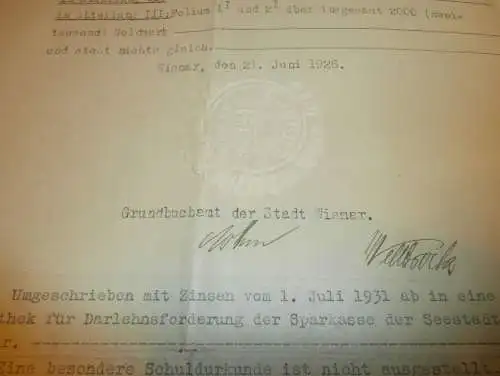 in Abteilung III Folium 1 und 2 über insgesamt 2000 (zwei-
tausend) Goldmark
und steht nichts gleich.
Wismar, den 21. Juni 1926.
Grundbuchamt der Stadt Wismar.
Umgeschrieben mit Zinsen vom 1. Juli 1931 ab in eine
thek für Darlehnsforderung der Sparkasse der Seestadt
r.
Eine besondere Schuldurkunde ist nicht ausgestellt